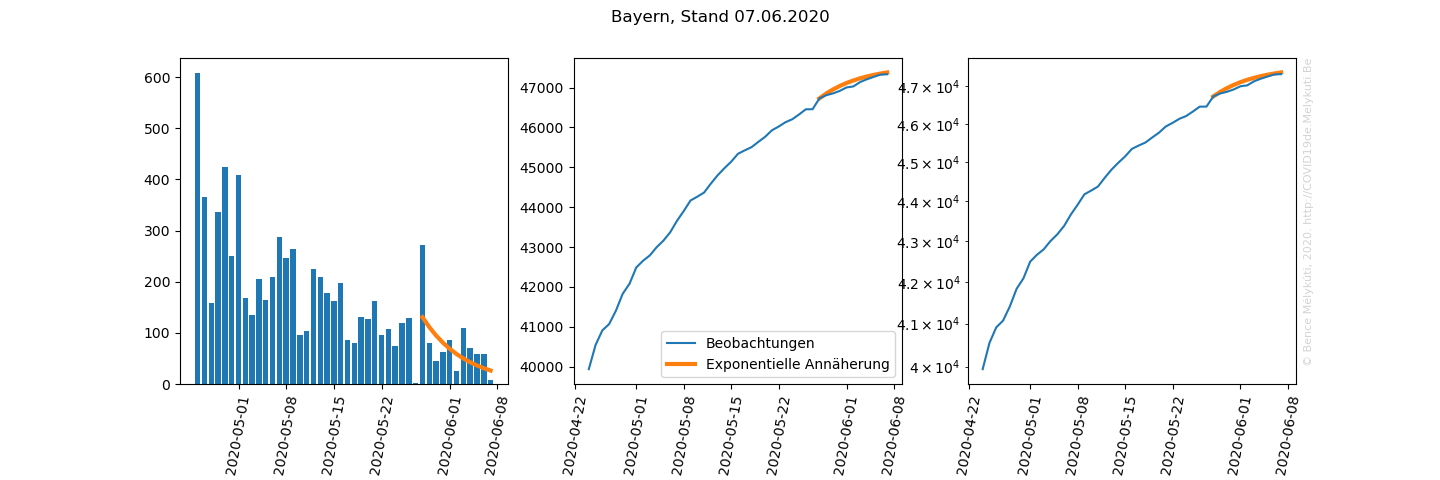 Bayern, Stand 07.06.2020
600
500
400
300
200
100
0
2020-05-01
2020-05-08
2020-05-15
2020-05-22
2020-06-01
2020-06-08
47000
46000
45000
44000
43000
42000
41000
40000
Beobachtungen
Exponentielle Annäherung
2020-04-22
2020-05-01
2020-05-08
2020-05-15
2020-05-22
2020-06-01
2020-06-08
4.7 × 10⁴
4.6 × 10⁴
4.5 × 10⁴
4.4 × 10⁴
4.3 × 10⁴
4.2 × 10⁴
4.1 × 10⁴
4 × 10⁴
2020-04-22
2020-05-01
2020-05-08
2020-05-15
2020-05-22
2020-06-01
2020-06-08
© Bence Mélykúti, 2020. http://COVID19de.Melykuti.Be